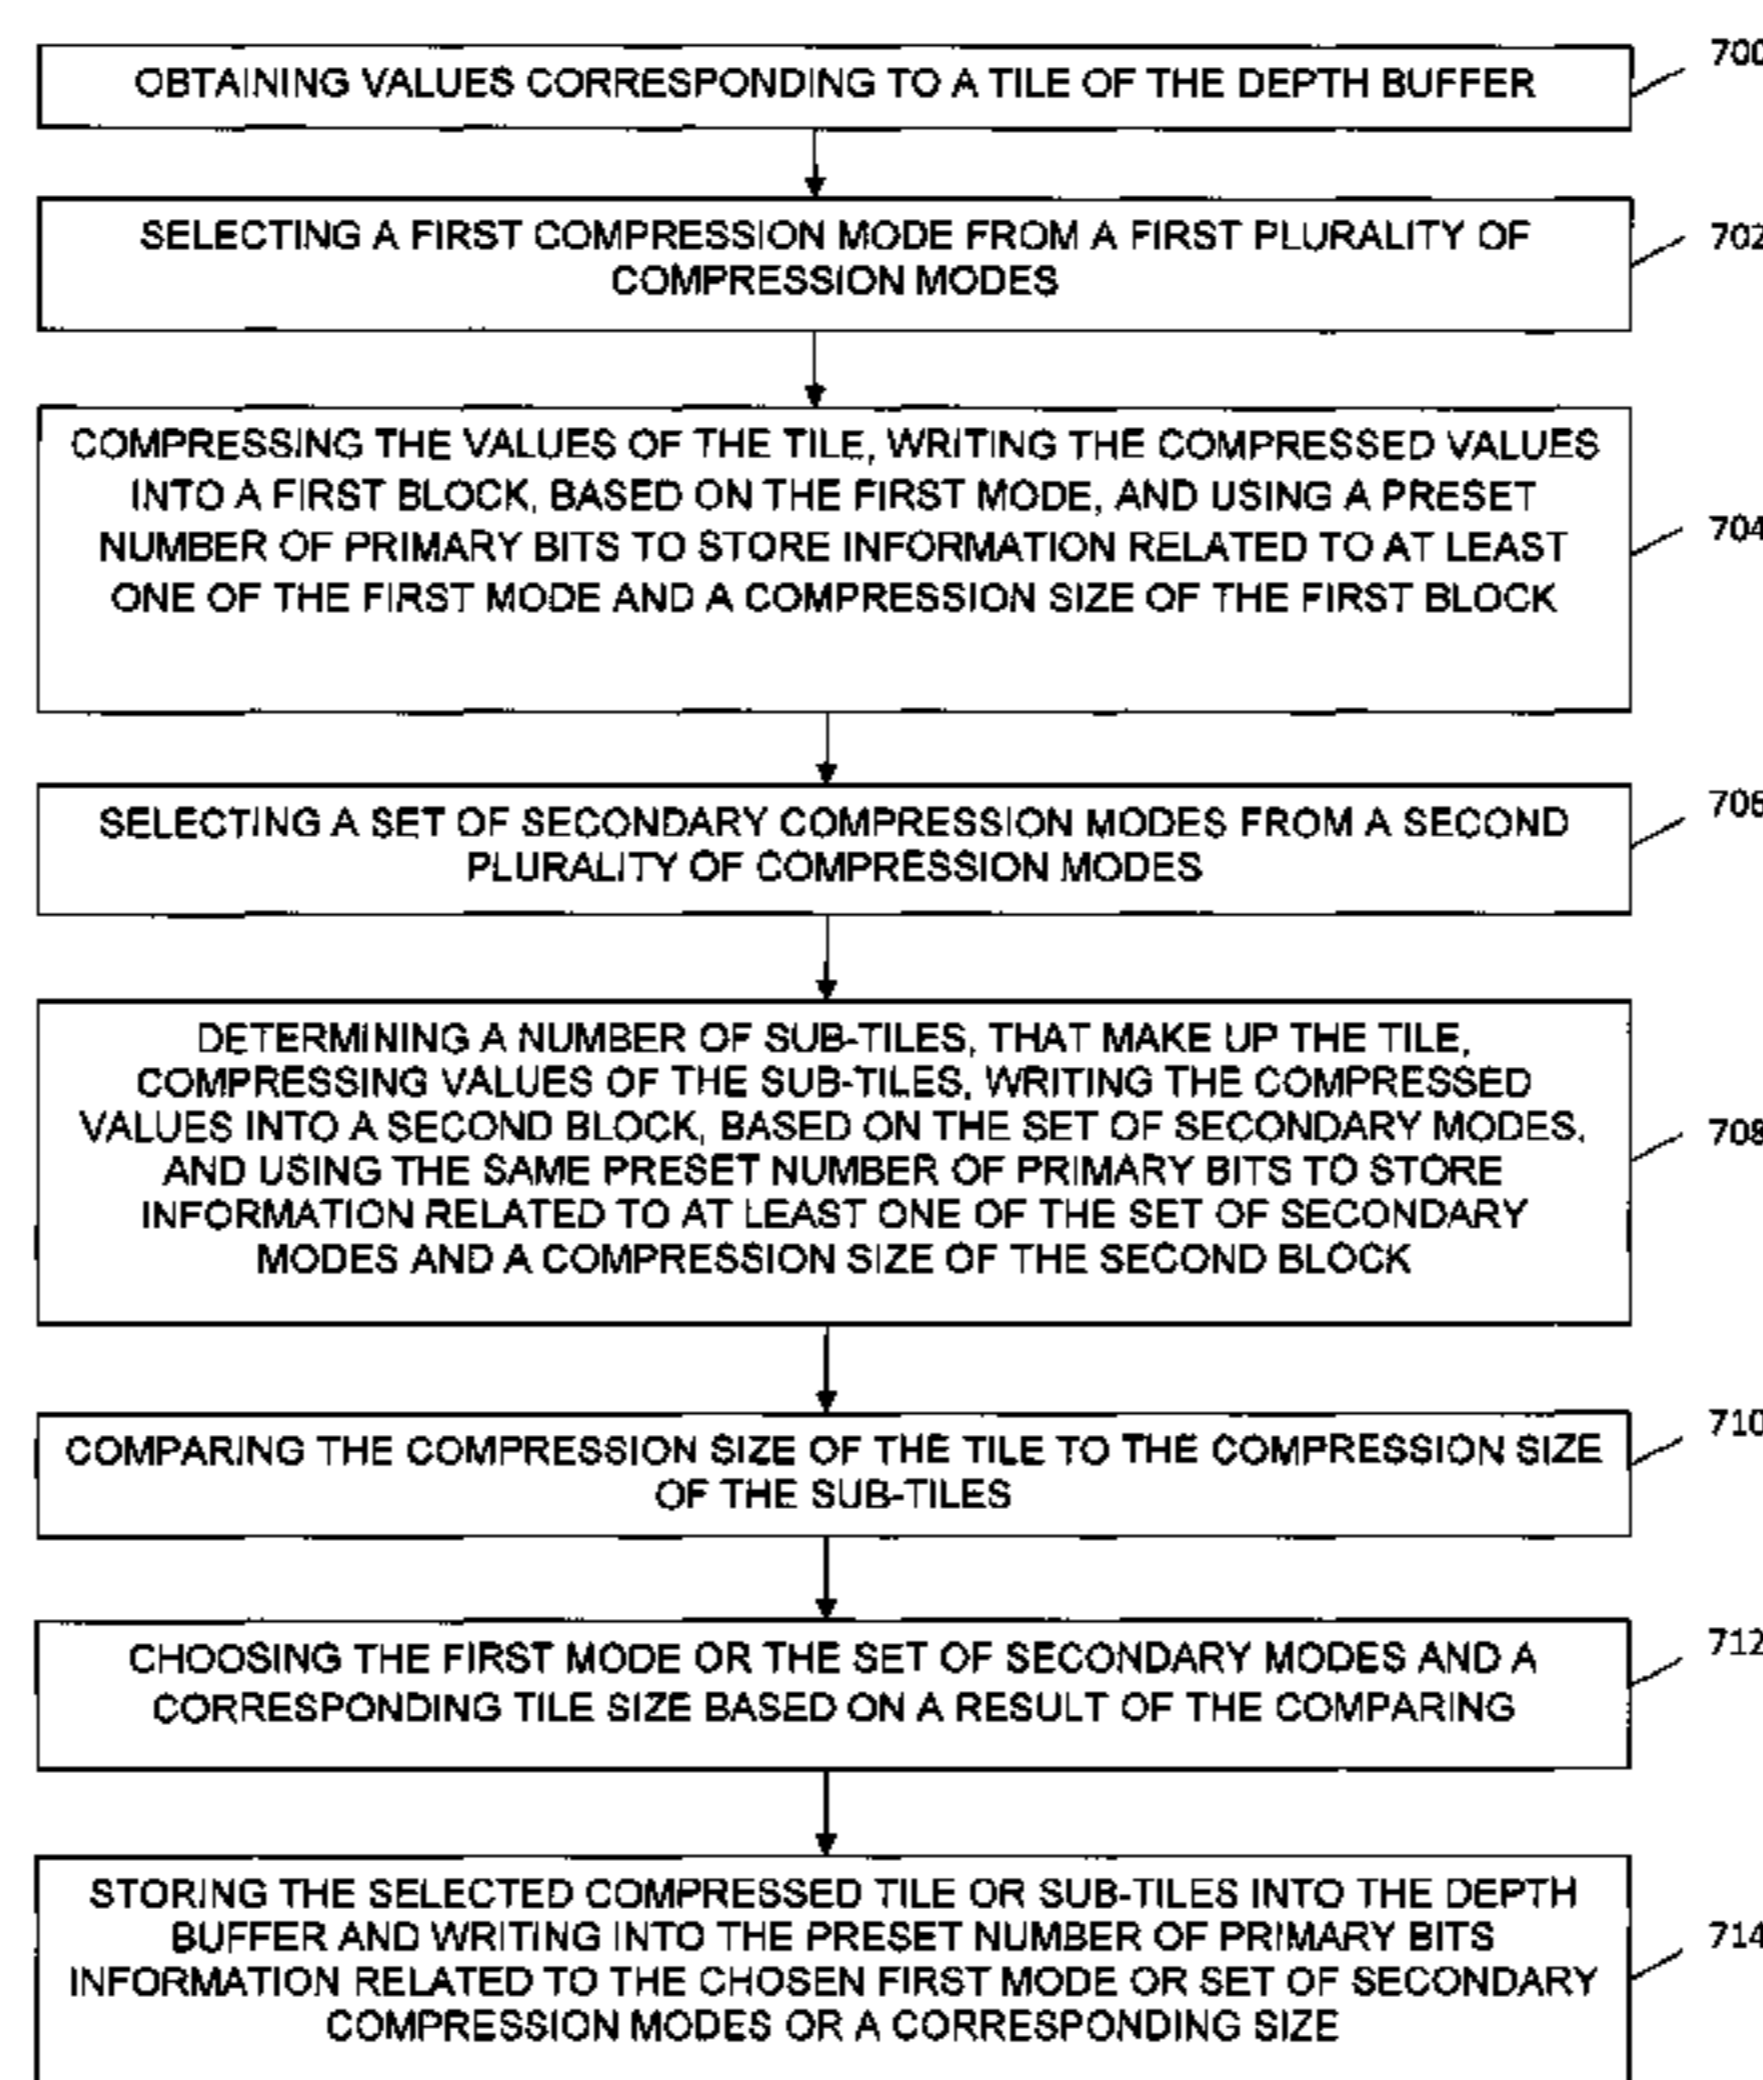 OBTAINING VALUES CORRESPONDING TO A TILE OF THE DEPTH BUFFER
700
SELECTING A FIRST COMPRESSION MODE FROM A FIRST PLURALITY OF
COMPRESSION MODES
702
COMPRESSING THE VALUES OF THE TILE, WRITING THE COMPRESSED VALUES
INTO A FIRST BLOCK, BASED ON THE FIRST MODE, AND USING A PRESET
NUMBER OF PRIMARY BITS TO STORE INFORMATION RELATED TO AT LEAST
ONE OF THE FIRST MODE AND A COMPRESSION SIZE OF THE FIRST BLOCK
704
SELECTING A SET OF SECONDARY COMPRESSION MODES FROM A SECOND
PLURALITY OF COMPRESSION MODES
706
DETERMINING A NUMBER OF SUB-TILES, THAT MAKE UP THE TILE,
COMPRESSING VALUES OF THE SUB-TILES, WRITING THE COMPRESSED
VALUES INTO A SECOND BLOCK, BASED ON THE SET OF SECONDARY MODES,
AND USING THE SAME PRESET NUMBER OF PRIMARY BITS TO STORE
INFORMATION RELATED TO AT LEAST ONE OF THE SET OF SECONDARY
MODES AND A COMPRESSION SIZE OF THE SECOND BLOCK
708
COMPARING THE COMPRESSION SIZE OF THE TILE TO THE COMPRESSION SIZE
OF THE SUB-TILES
710
CHOOSING THE FIRST MODE OR THE SET OF SECONDARY MODES AND A
CORRESPONDING TILE SIZE BASED ON A RESULT OF THE COMPARING
712
STORING THE SELECTED COMPRESSED TILE OR SUB-TILES INTO THE DEPTH
BUFFER AND WRITING INTO THE PRESET NUMBER OF PRIMARY BITS
INFORMATION RELATED TO THE CHOSEN FIRST MODE OR SET OF SECONDARY
COMPRESSION MODES OR A CORRESPONDING SIZE
714